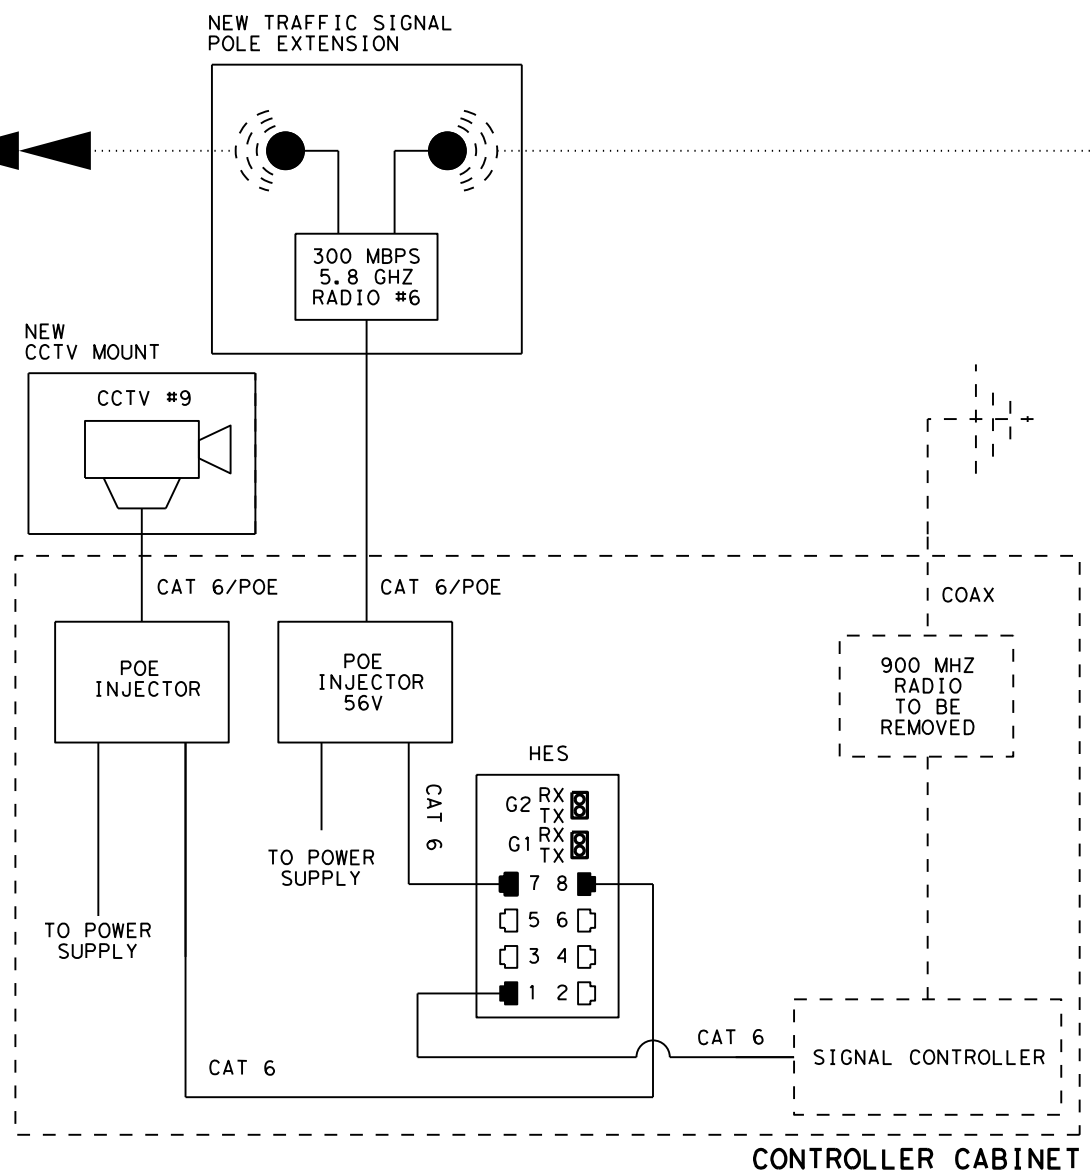 NEW TRAFFIC SIGNAL
POLE EXTENSION
300 MBPS
5.8 GHZ
RADIO #6
NEW
CCTV MOUNT
CCTV #9
CAT 6/POE
CAT 6/POE
COAX
POE
INJECTOR
POE
INJECTOR
56V
900 MHZ
RADIO
TO BE
REMOVED
HES
CAT 6
G2 RX
TX
G1 RX
TX
7 8
5 6
3 4
1 2
TO POWER
SUPPLY
TO POWER
SUPPLY
CAT 6
CAT 6
SIGNAL CONTROLLER
CONTROLLER CABINET